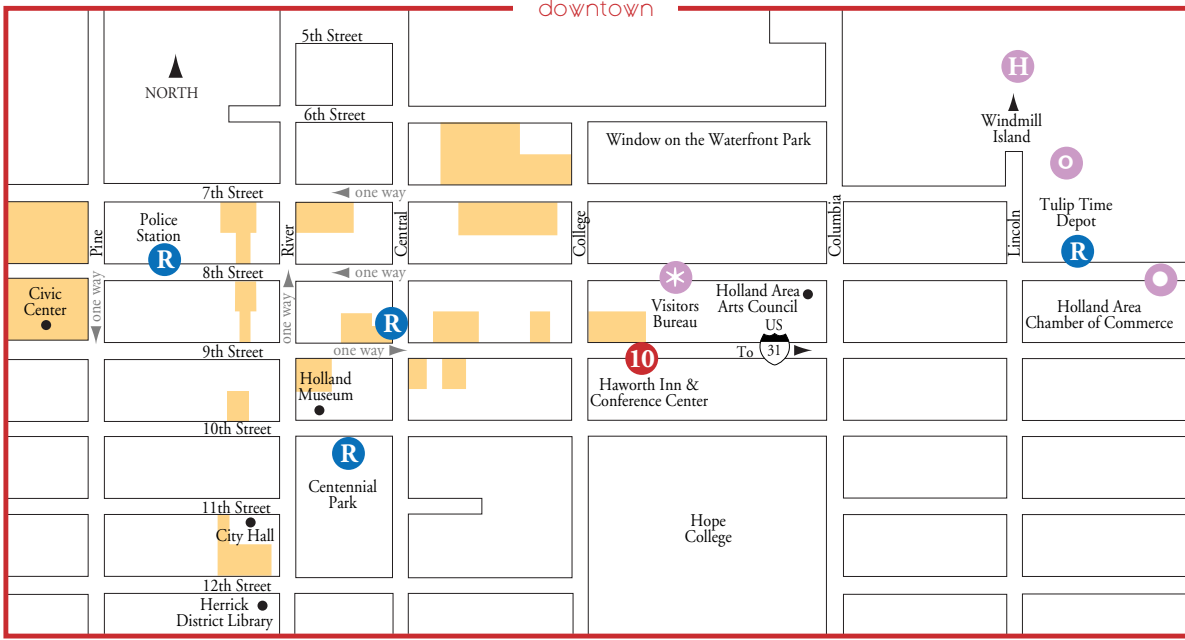 downtown
5th Street
NORTH
H
6th Street
Windmill
Island
Window on the Waterfront Park
O
7th Street
one way
Tulip Time
Depot
Police
Station
Pine
River
Central
College
Columbia
Lincoln
R
R
8th Street
one way
one way
one way
Civic
Center
Visitors
Bureau
Holland Area
Arts Council
Holland Area
Chamber of Commerce
R
US
31
To
9th Street
one way
10
Holland
Museum
Haworth Inn &
Conference Center
10th Street
R
Centennial
Park
11th Street
City Hall
Hope
College
12th Street
Herrick
District Library